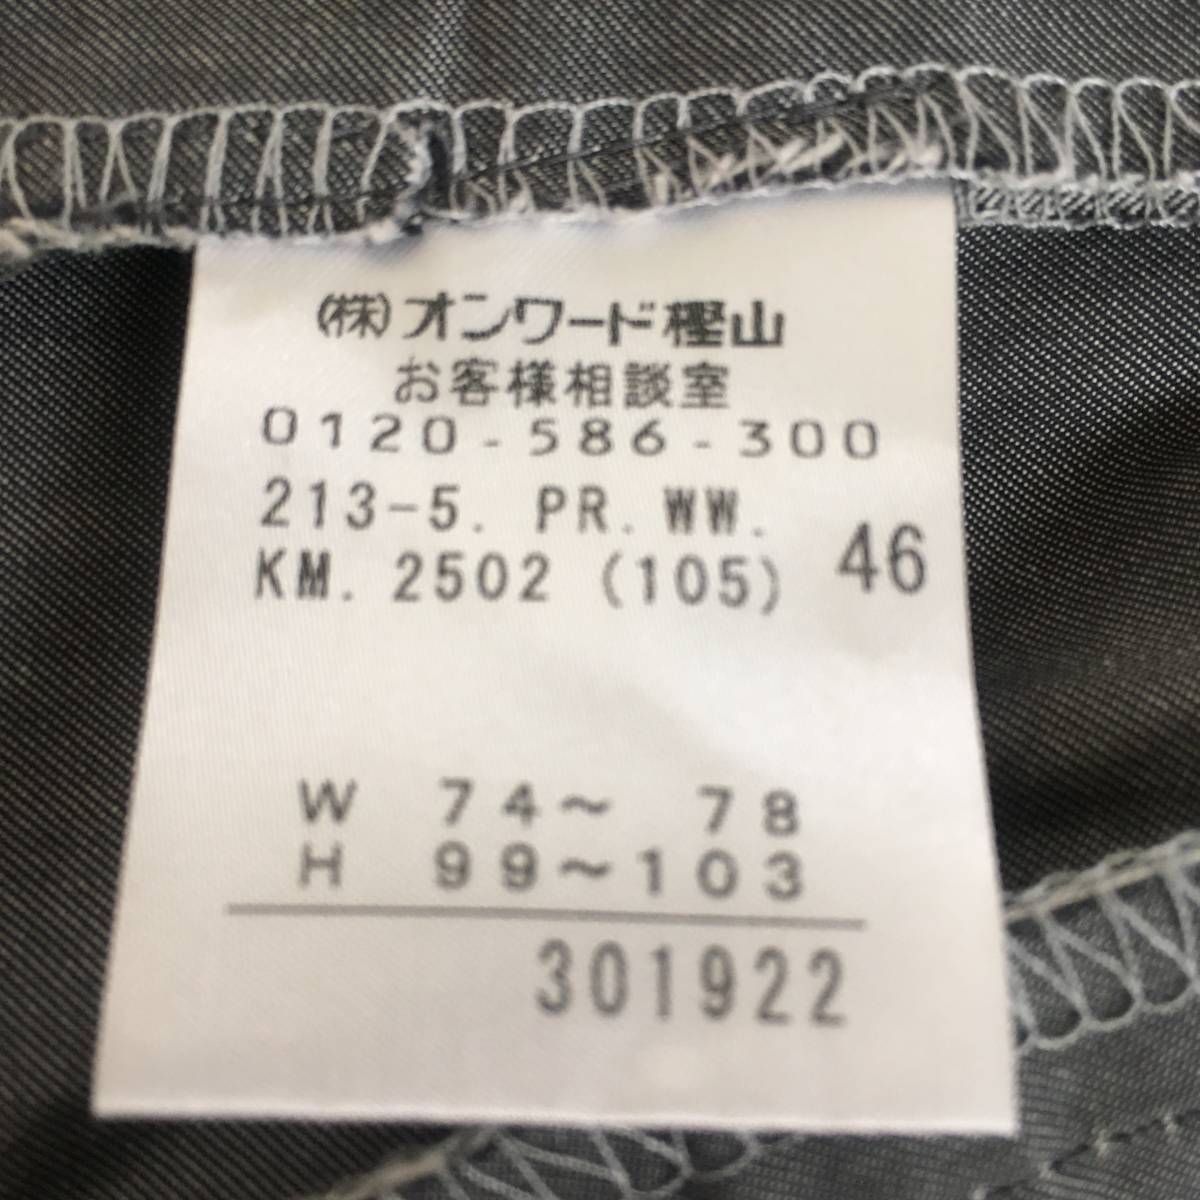 (株)オンワード樫山
お客様相談室
0120-586-300
213-5. PR. WW.
KM. 2502 (105) 46
W 74～ 78
H 99～103
301922